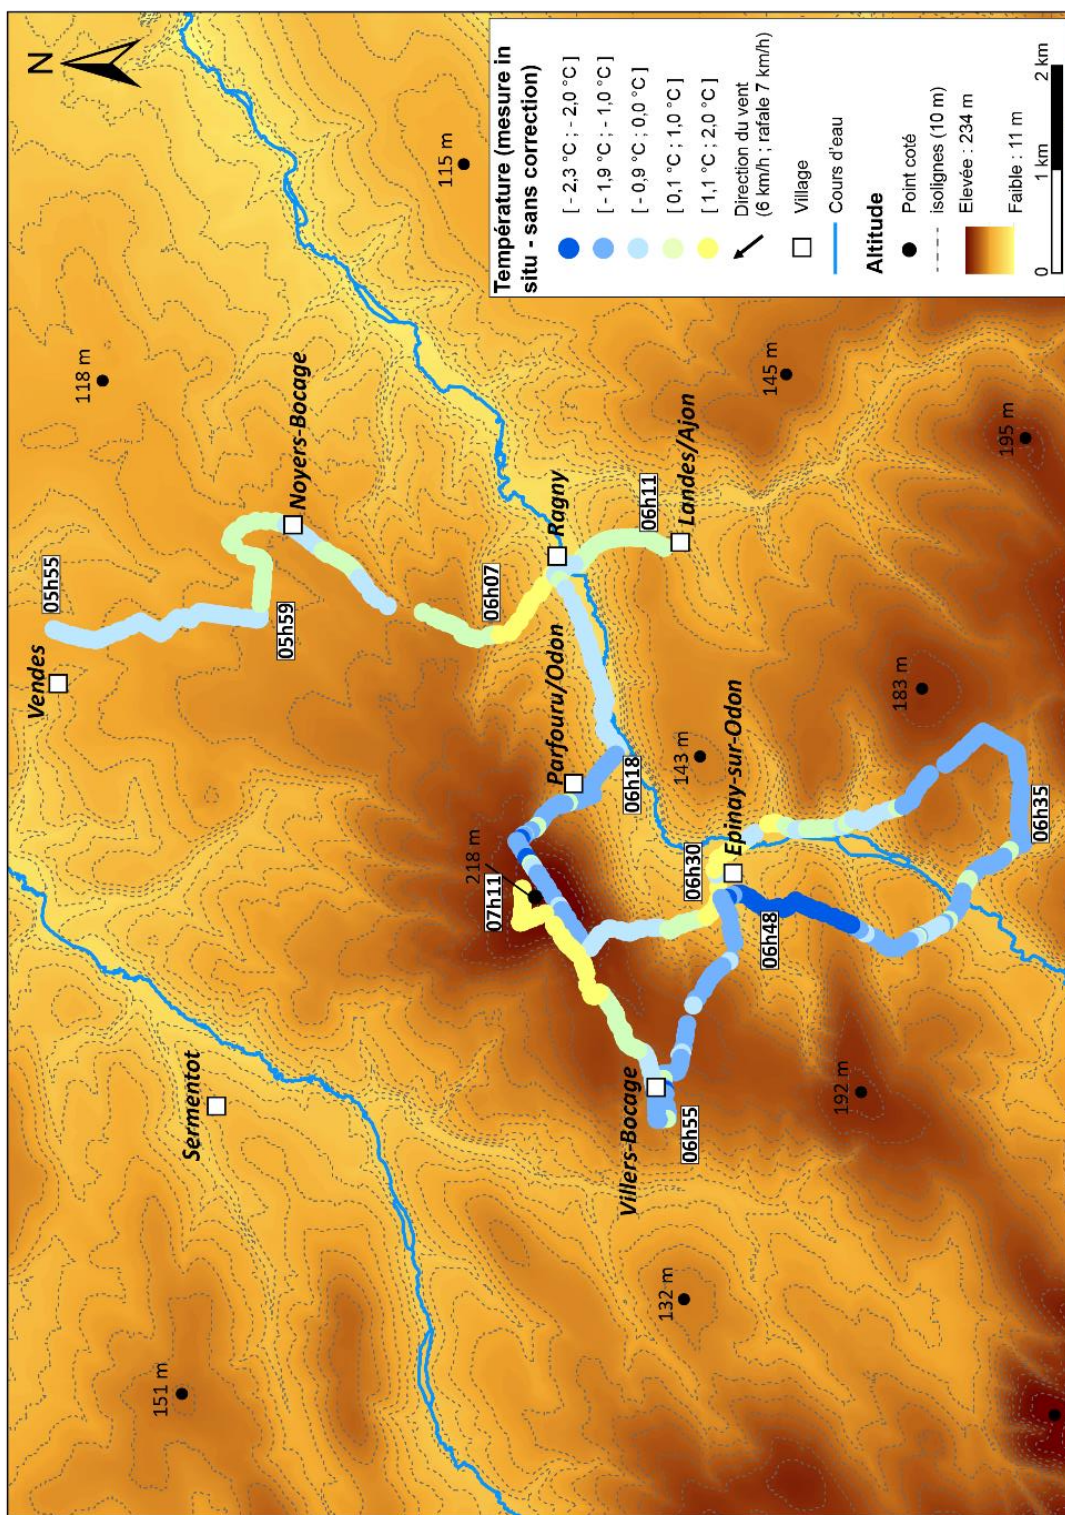 N
Vendes
05h55
118 m
05h59
Noyers-Bocage
115 m
Sermentot
151 m
06h07
Ragny
Parfouru/Odon
218 m
07h11
06h11
Landes/Ajon
06h18
143 m
145 m
Epinay-sur-Odon
06h30
06h48
Villers-Bocage
06h55
132 m
183 m
192 m
195 m
06h35
Température (mesure in
situ - sans correction)
[ - 2,3 °C ; - 2,0 °C ]
[ - 1,9 °C ; - 1,0 °C ]
[ - 0,9 °C ; 0,0 °C ]
[ 0,1 °C ; 1,0 °C ]
[ 1,1 °C ; 2,0 °C ]
Direction du vent
(6 km/h ; rafale 7 km/h)
Village
Cours d'eau
Altitude
Point coté
isolignes (10 m)
Elevée : 234 m
Faible : 11 m
0 1 km 2 km